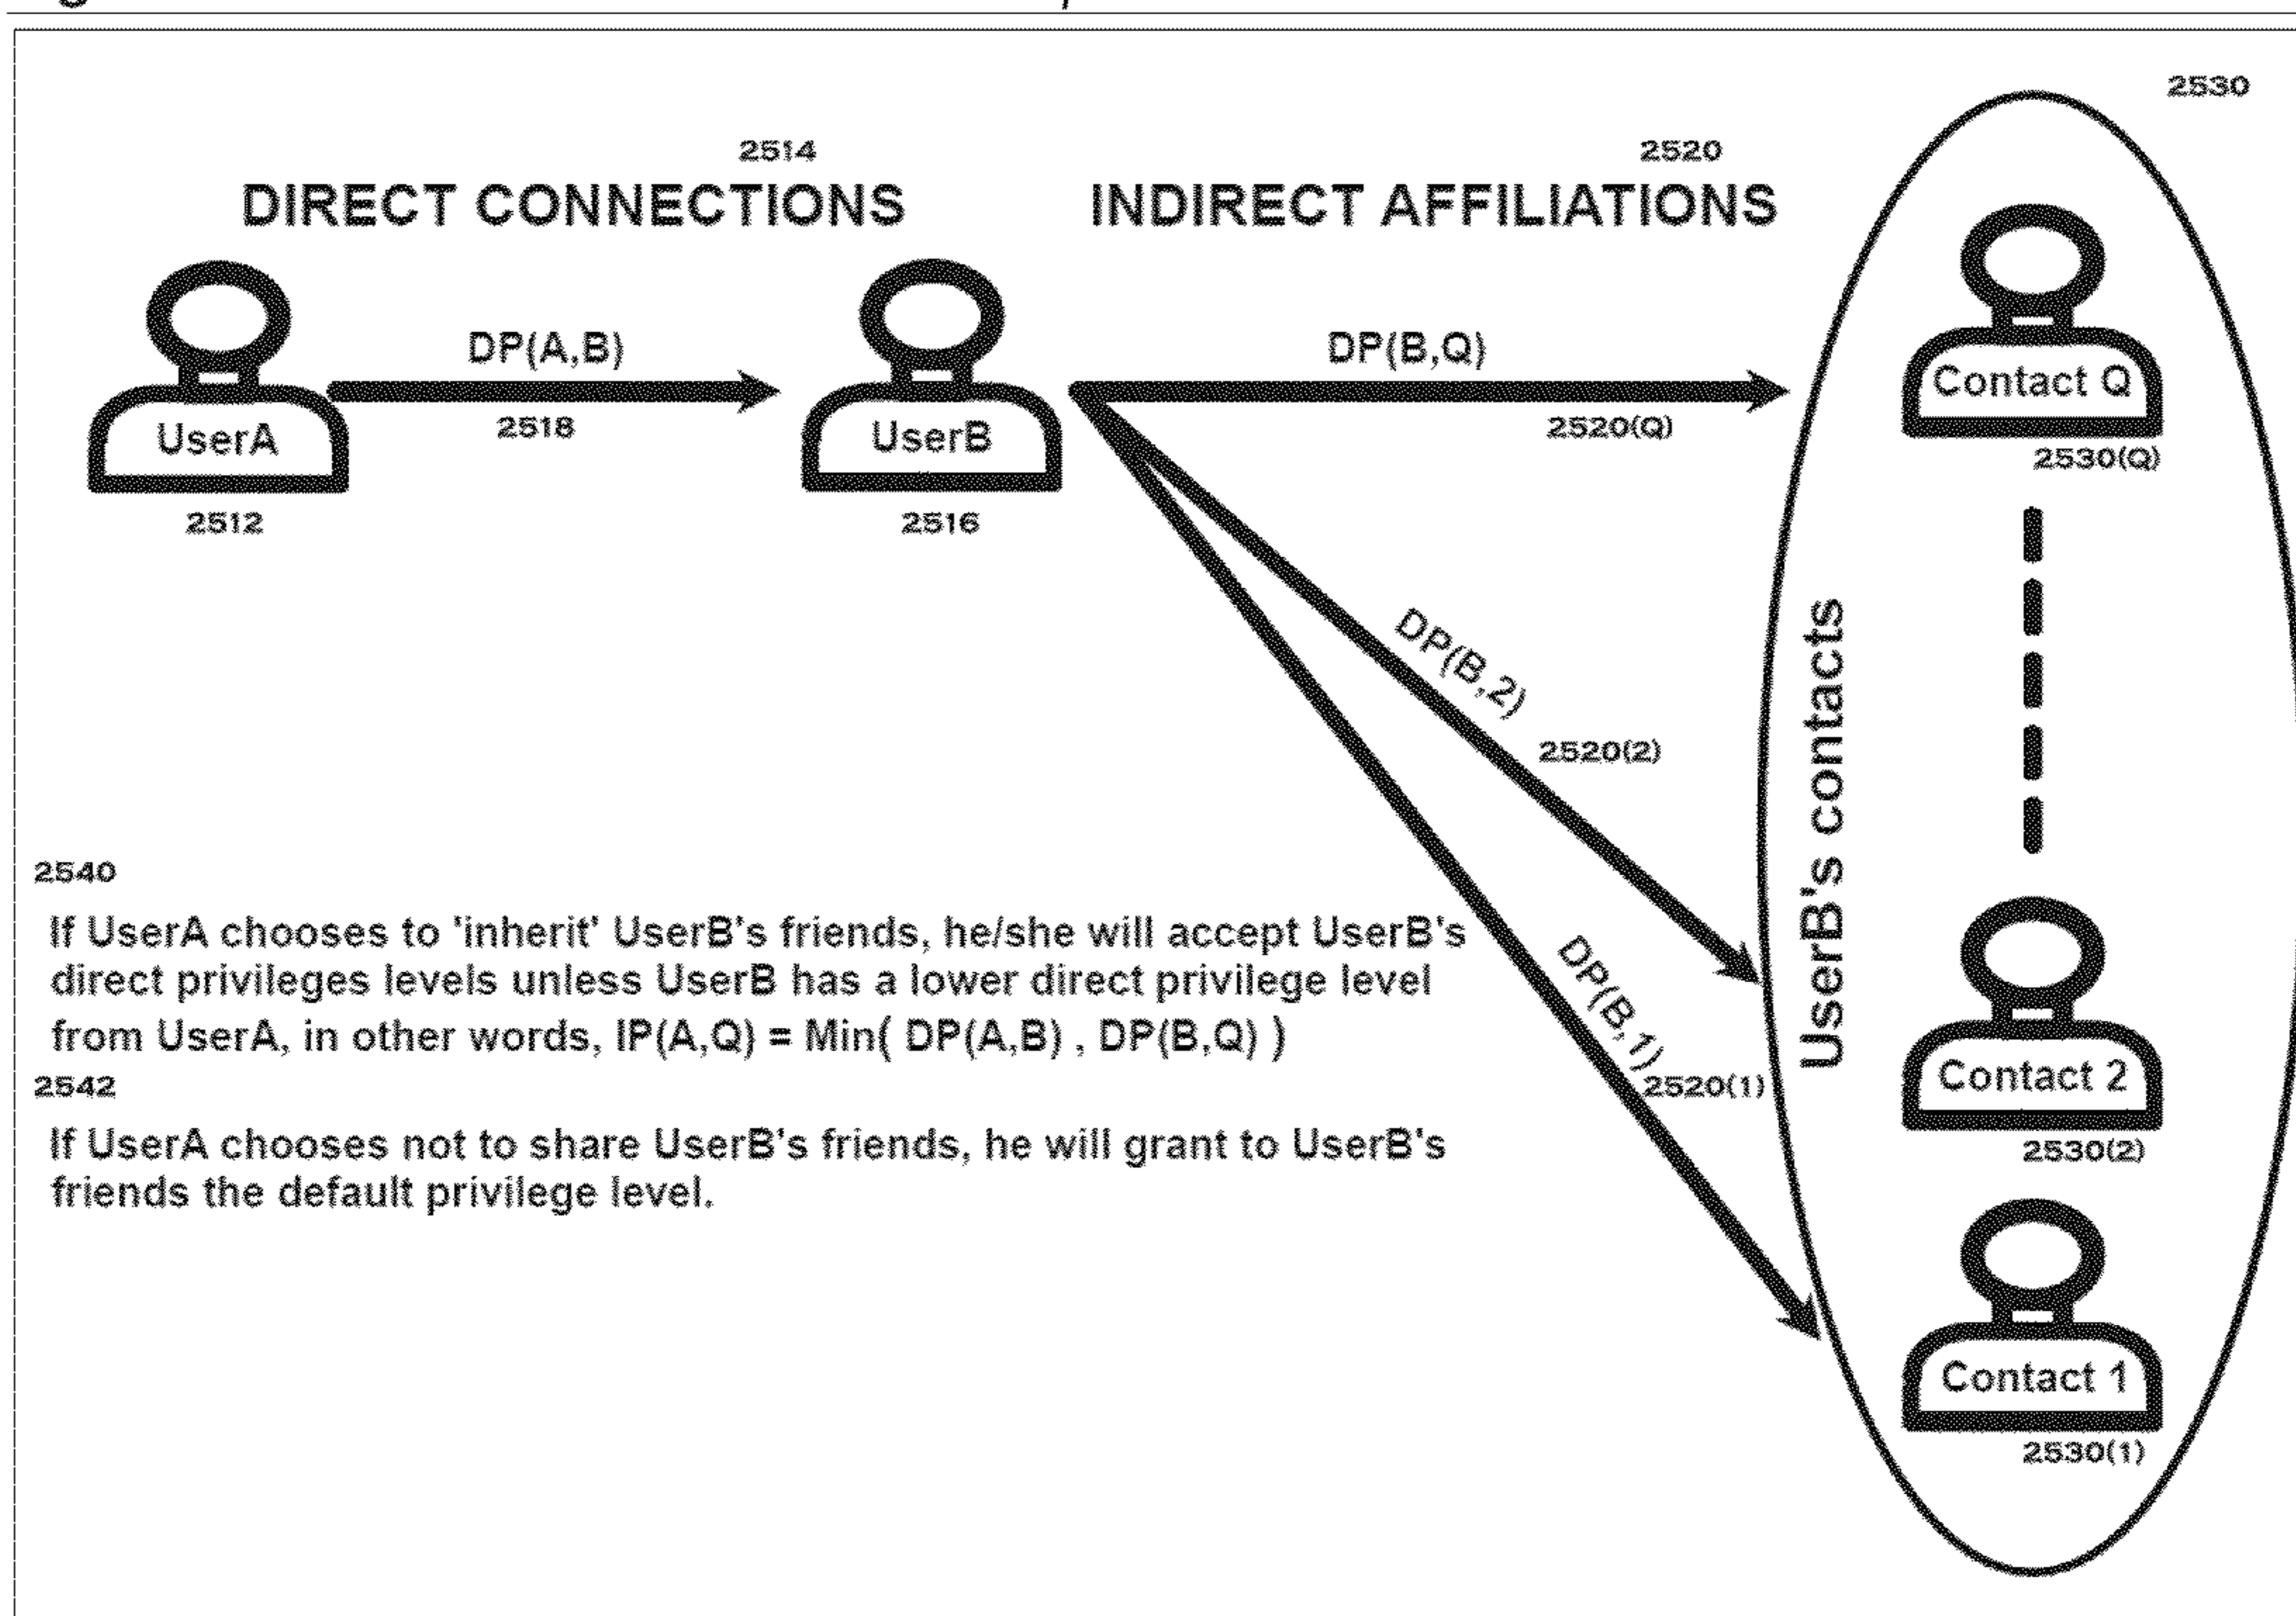 2530
2514
2520
DIRECT CONNECTIONS
INDIRECT AFFILIATIONS
DP(A,B)
DP(B,Q)
Contact Q
2518
2520(Q)
UserA
UserB
2530(Q)
2512
2516
DP(B,2)
2520(2)
UserB's contacts
2540
If UserA chooses to 'inherit' UserB's friends, he/she will accept UserB's
direct privileges levels unless UserB has a lower direct privilege level
from UserA, in other words, IP(A,Q) = Min( DP(A,B) , DP(B,Q) )
DP(B,1)
2520(1)
2542
If UserA chooses not to share UserB's friends, he will grant to UserB's
friends the default privilege level.
Contact 2
2530(2)
Contact 1
2530(1)